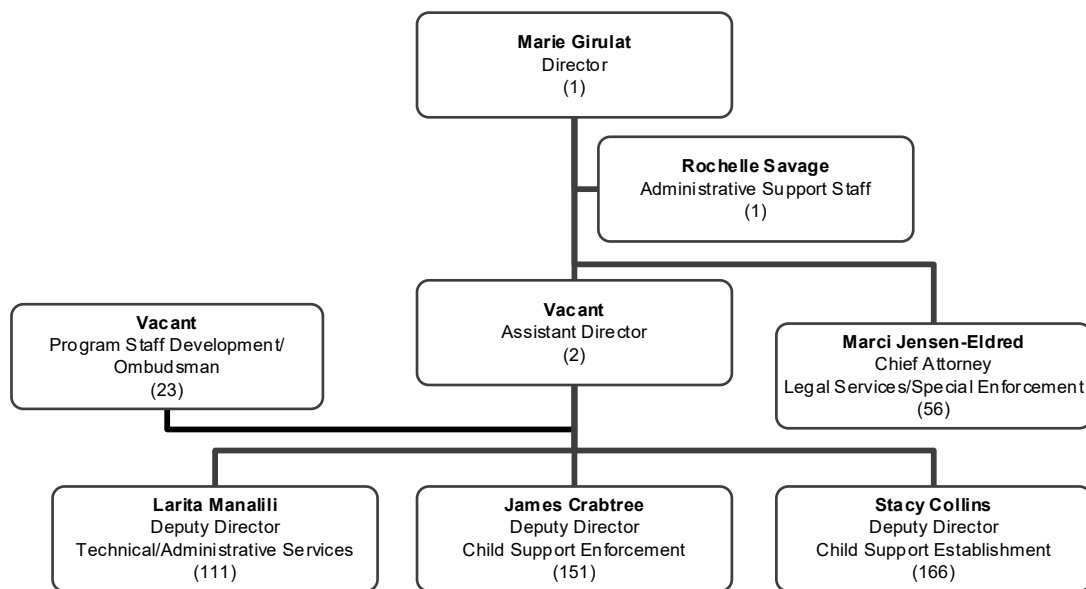 Marie Girulat
Director
(1)
Rochelle Savage
Administrative Support Staff
(1)
Vacant
Program Staff Development/
Ombudsman
(23)
Vacant
Assistant Director
(2)
Marci Jensen-Eldred
Chief Attorney
Legal Services/Special Enforcement
(56)
Larita Manalili
Deputy Director
Technical/Administrative Services
(111)
James Crabtree
Deputy Director
Child Support Enforcement
(151)
Stacy Collins
Deputy Director
Child Support Establishment
(166)